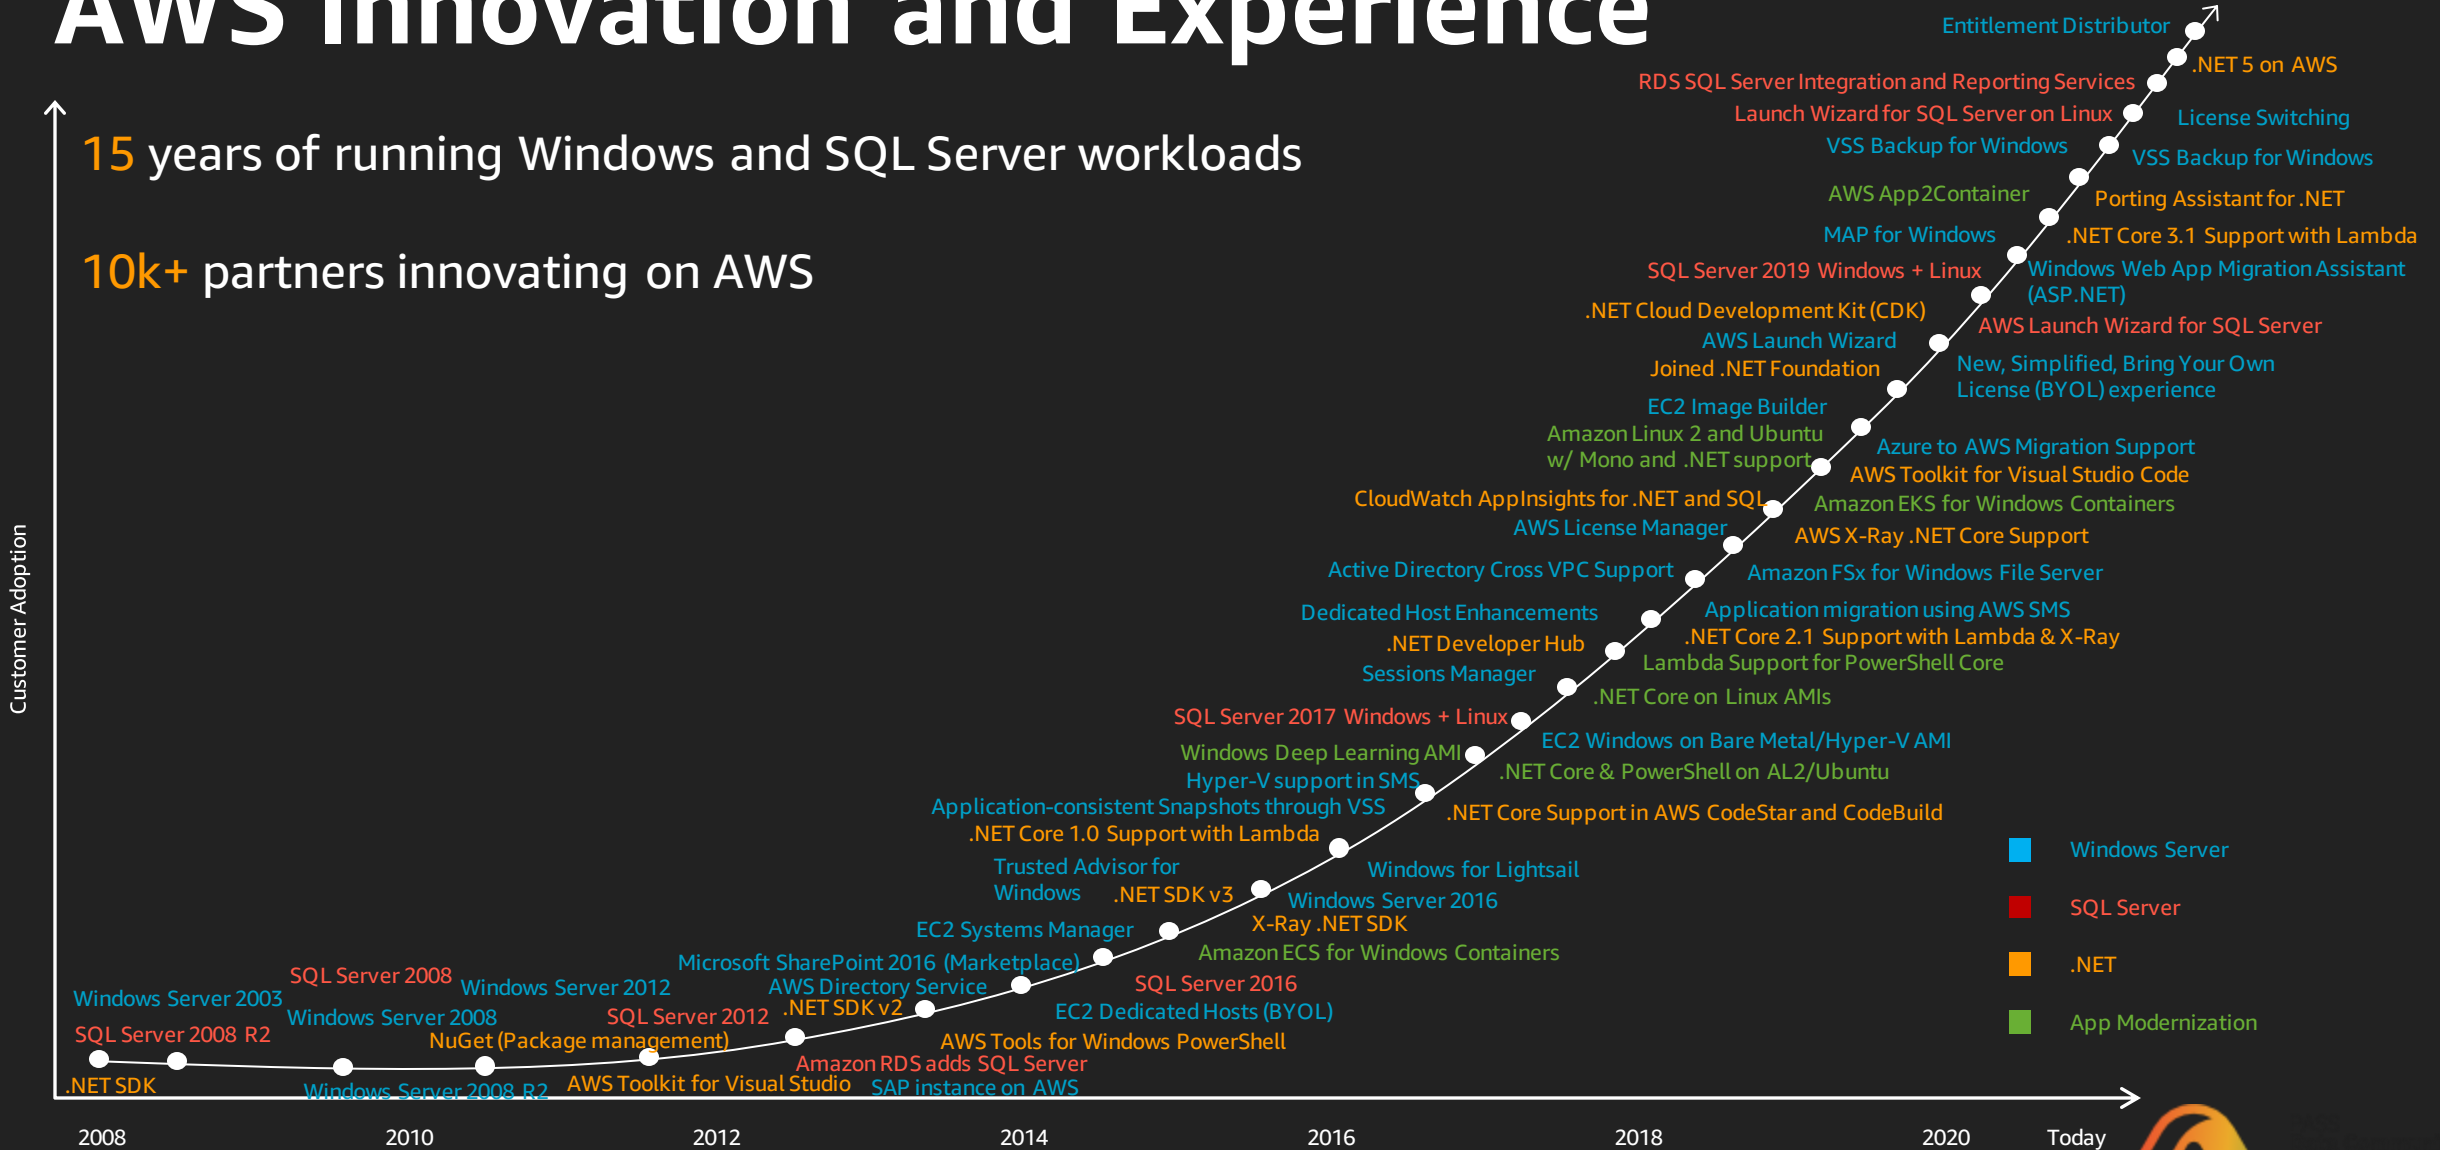 AWS Innovation and Experience
15 years of running Windows and SQL Server workloads
10k+ partners innovating on AWS
Customer Adoption
Entitlement Distributor
.NET 5 on AWS
RDS SQL Server Integration and Reporting Services
Launch Wizard for SQL Server on Linux
License Switching
VSS Backup for Windows
VSS Backup for Windows
AWS App2Container
Porting Assistant for .NET
MAP for Windows
.NET Core 3.1 Support with Lambda
SQL Server 2019 Windows + Linux
Windows Web App Migration Assistant
(ASP.NET)
.NET Cloud Development Kit (CDK)
AWS Launch Wizard for SQL Server
AWS Launch Wizard
Joined .NET Foundation
New, Simplified, Bring Your Own
License (BYOL) experience
EC2 Image Builder
Amazon Linux 2 and Ubuntu
w/ Mono and .NET support
Azure to AWS Migration Support
AWS Toolkit for Visual Studio Code
CloudWatch AppInsights for .NET and SQL
Amazon EKS for Windows Containers
AWS License Manager
AWS X-Ray .NET Core Support
Active Directory Cross VPC Support
Amazon FSx for Windows File Server
Dedicated Host Enhancements
Application migration using AWS SMS
.NET Developer Hub
.NET Core 2.1 Support with Lambda & X-Ray
Lambda Support for PowerShell Core
Sessions Manager
.NET Core on Linux AMIs
SQL Server 2017 Windows + Linux
EC2 Windows on Bare Metal/Hyper-V AMI
Windows Deep Learning AMI
.NET Core & PowerShell on AL2/Ubuntu
Hyper-V support in SMS
Application-consistent Snapshots through VSS
.NET Core Support in AWS CodeStar and CodeBuild
.NET Core 1.0 Support with Lambda
Windows for Lightsail
Trusted Advisor for
Windows
.NET SDK v3
Windows Server 2016
X-Ray .NET SDK
EC2 Systems Manager
Amazon ECS for Windows Containers
Microsoft SharePoint 2016 (Marketplace)
SQL Server 2016
AWS Directory Service
EC2 Dedicated Hosts (BYOL)
.NET SDK v2
AWS Tools for Windows PowerShell
SQL Server 2008
Windows Server 2012
Windows Server 2003
Windows Server 2008
SQL Server 2012
SQL Server 2008 R2
NuGet (Package management)
Amazon RDS adds SQL Server
.NET SDK
Windows Server 2008 R2
AWS Toolkit for Visual Studio
SAP instance on AWS
Windows Server
SQL Server
.NET
App Modernization
2008
2010
2012
2014
2016
2018
2020
Today